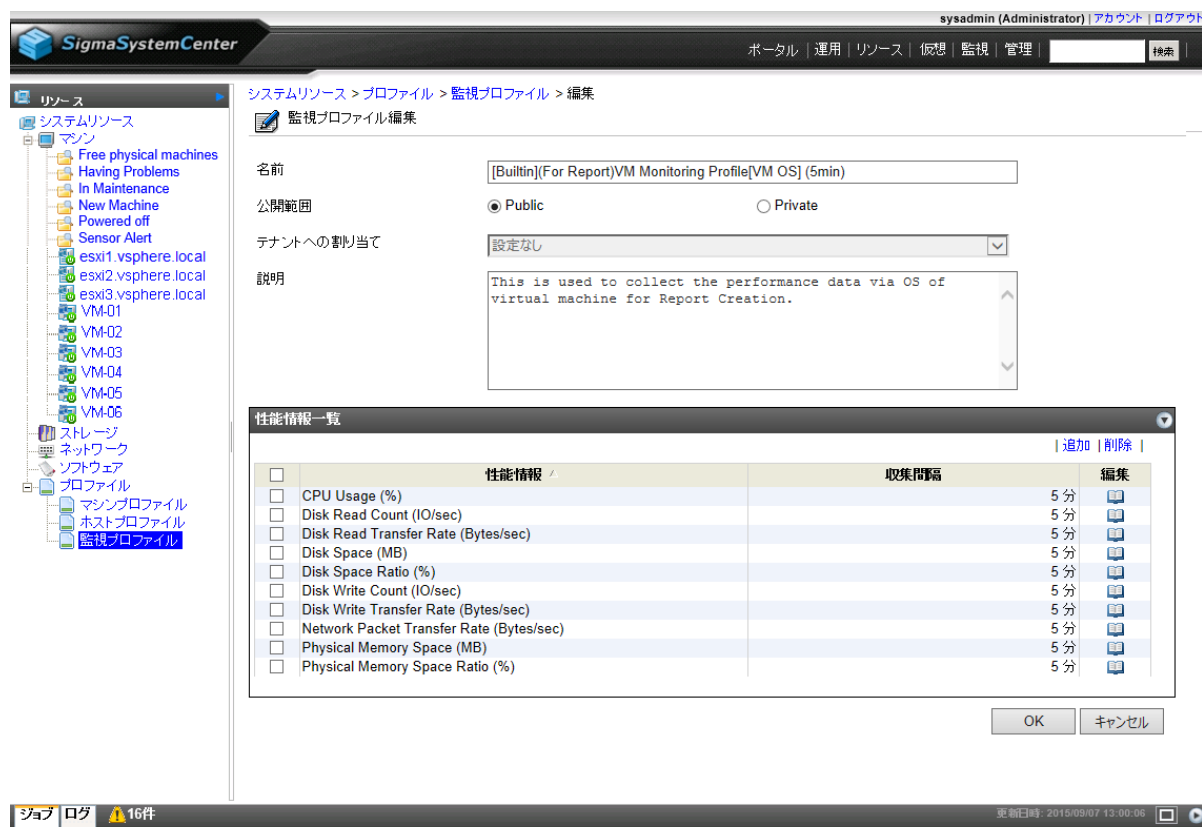 sysadmin (Administrator) | アカウント | ログアウト
SigmaSystemCenter
ポータル | 運用 | リソース | 仮想 | 監視 | 管理 | 検索 |
リソース
システムリソース
マシン
Free physical machines
Having Problems
In Maintenance
New Machine
Powered off
Sensor Alert
esxi1.vsphere.local
esxi2.vsphere.local
esxi3.vsphere.local
VM-01
VM-02
VM-03
VM-04
VM-05
VM-06
ストレージ
ネットワーク
ソフトウェア
プロファイル
マシンプロファイル
ホストプロファイル
監視プロファイル
システムリソース > プロファイル > 監視プロファイル > 編集
監視プロファイル編集
名前 [Builtin](For Report)VM Monitoring Profile[VM OS] (5min)
公開範囲 Public Private
テナントへの割り当て 設定なし
説明 This is used to collect the performance data via OS of
virtual machine for Report Creation.
性能情報一覧
| 追加 | 削除 |
性能情報 収集間隔 編集
CPU Usage (%) 5 分
Disk Read Count (IO/sec) 5 分
Disk Read Transfer Rate (Bytes/sec) 5 分
Disk Space (MB) 5 分
Disk Space Ratio (%) 5 分
Disk Write Count (IO/sec) 5 分
Disk Write Transfer Rate (Bytes/sec) 5 分
Network Packet Transfer Rate (Bytes/sec) 5 分
Physical Memory Space (MB) 5 分
Physical Memory Space Ratio (%) 5 分
OK キャンセル
ジョブ ログ 16件 更新日時: 2015/09/07 13:00:06